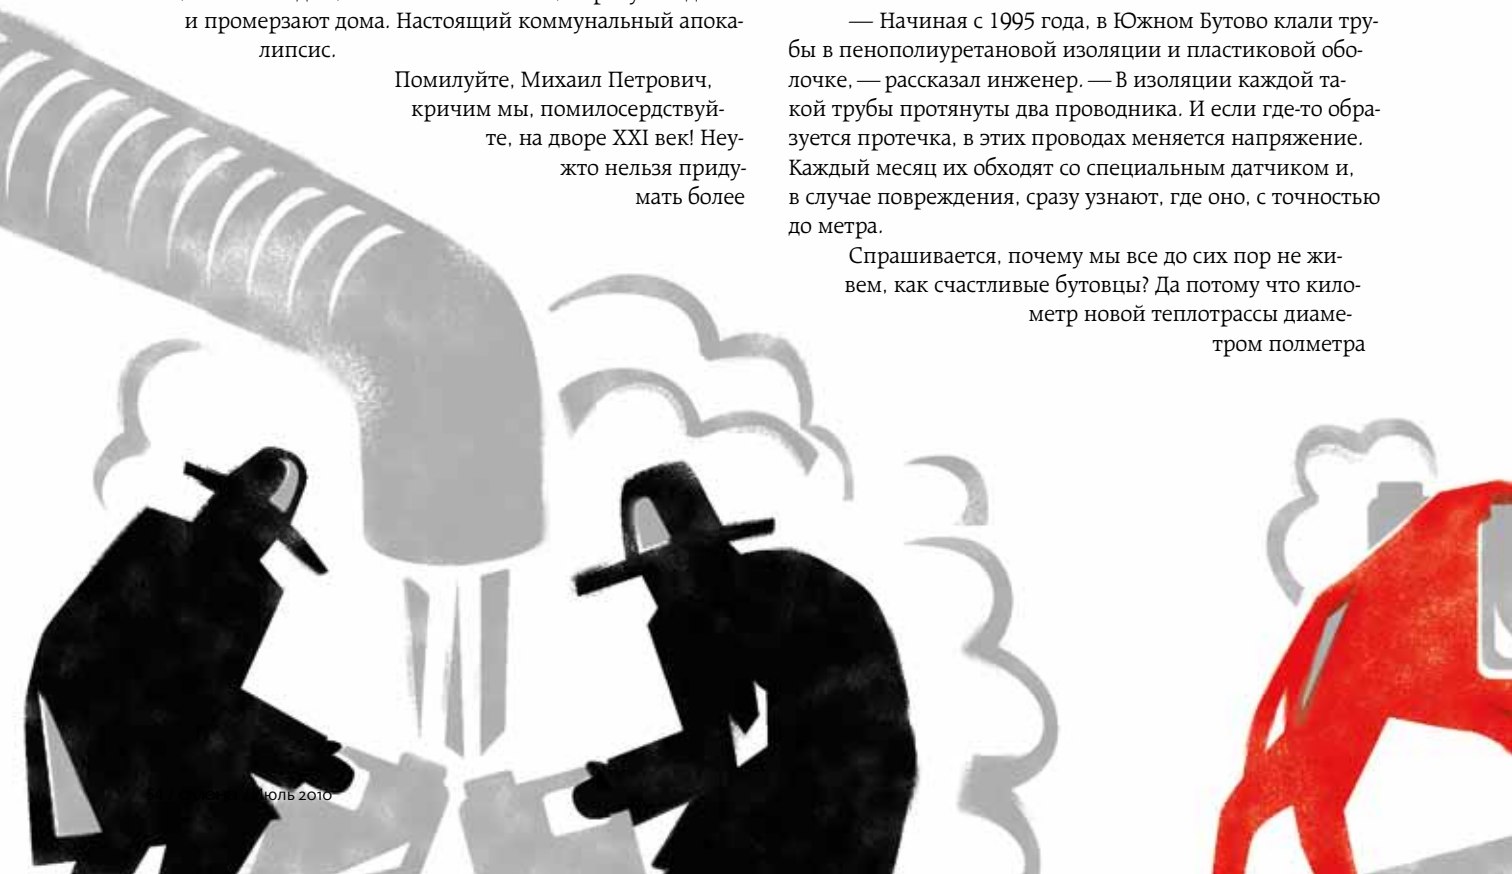 и промерзают дома. Настоящий коммунальный апока-
липсис.
Помилуйте, Михаил Петрович,
кричим мы, помилосердствуй-
те, на дворе XXI век! Неу-
жто нельзя приду-
мать более
— Начиная с 1995 года, в Южном Бутово клали тру-
бы в пенополиуретановой изоляции и пластиковой обо-
лочке, — рассказал инженер. — В изоляции каждой та-
кой трубы протянуты два проводника. И если где-то обра-
зуется протечка, в этих проводах меняется напряжение.
Каждый месяц их обходят со специальным датчиком и,
в случае повреждения, сразу узнают, где оно, с точностью
до метра.
Спрашивается, почему мы все до сих пор не жи-
вем, как счастливые бутовцы? Да потому что кило-
метр новой теплотрассы диаме-
тром полметра
июль 2010